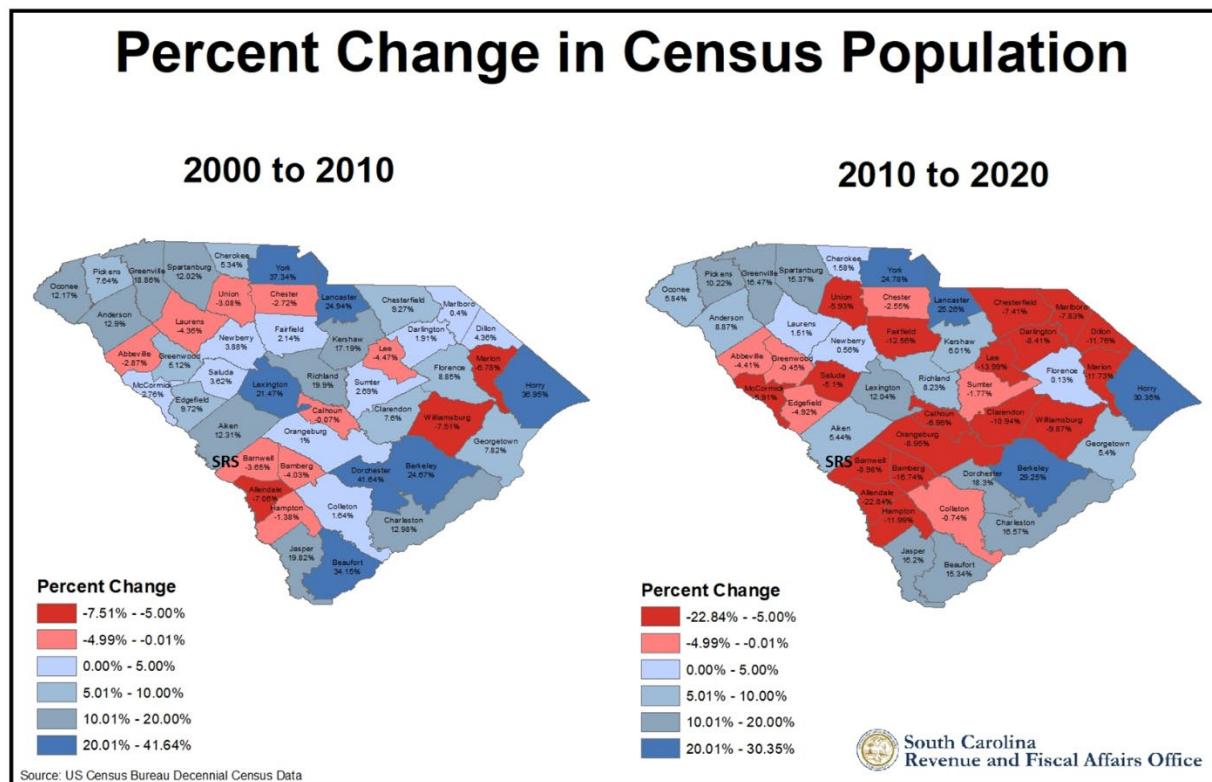 Percent Change in Census Population
2000 to 2010
Oconee
12.17%
Pickens
7.64%
Greenville
18.86%
Spartanburg
12.02%
Cherokee
5.34%
York
37.34%
Union
-3.08%
Chester
-2.72%
Lancaster
24.94%
Chesterfield
9.27%
Marlboro
0.4%
Anderson
12.9%
Laurens
-4.36%
Newberry
3.88%
Fairfield
2.14%
Kershaw
17.19%
Darlington
1.91%
Dillon
4.36%
Abbeville
-2.87%
Greenwood
5.12%
Saluda
3.62%
Lexington
21.47%
Richland
19.9%
Lee
-4.47%
Florence
8.85%
Marion
-6.78%
Horry
36.95%
McCormick
2.76%
Edgefield
9.72%
Sumter
2.69%
Calhoun
-0.07%
Clarendon
7.6%
Williamsburg
-7.51%
Aiken
12.31%
Orangeburg
1%
Georgetown
7.82%
SRS
Barnwell
-3.65%
Bamberg
-4.03%
Dorchester
41.64%
Berkeley
24.67%
Allendale
-7.06%
Hampton
-1.38%
Colleton
1.64%
Charleston
12.98%
Jasper
19.82%
Beaufort
34.15%
Percent Change
-7.51% - -5.00%
-4.99% - -0.01%
0.00% - 5.00%
5.01% - 10.00%
10.01% - 20.00%
20.01% - 41.64%
Source: US Census Bureau Decennial Census Data
2010 to 2020
Oconee
5.84%
Pickens
10.22%
Greenville
16.47%
Spartanburg
15.37%
Cherokee
1.58%
York
24.78%
Union
-5.93%
Chester
-2.55%
Lancaster
25.26%
Chesterfield
-7.41%
Marlboro
-7.83%
Anderson
8.87%
Laurens
1.51%
Newberry
0.56%
Fairfield
-12.56%
Kershaw
6.01%
Darlington
-8.41%
Dillon
-11.76%
Abbeville
-4.41%
Greenwood
-0.45%
Saluda
-5.1%
Lexington
12.04%
Richland
8.23%
Lee
-13.99%
Florence
0.13%
Marion
-11.73%
Horry
30.35%
McCormick
-5.91%
Edgefield
-4.92%
Sumter
-1.77%
Calhoun
-6.95%
Clarendon
-10.94%
Williamsburg
-9.87%
Aiken
5.44%
Orangeburg
-8.95%
Georgetown
5.4%
SRS
Barnwell
-8.98%
Bamberg
-16.74%
Dorchester
18.3%
Berkeley
29.25%
Allendale
-22.84%
Hampton
-11.99%
Colleton
-0.74%
Charleston
16.57%
Jasper
16.2%
Beaufort
15.34%
Percent Change
-22.84% - -5.00%
-4.99% - -0.01%
0.00% - 5.00%
5.01% - 10.00%
10.01% - 20.00%
20.01% - 30.35%
South Carolina
Revenue and Fiscal Affairs Office